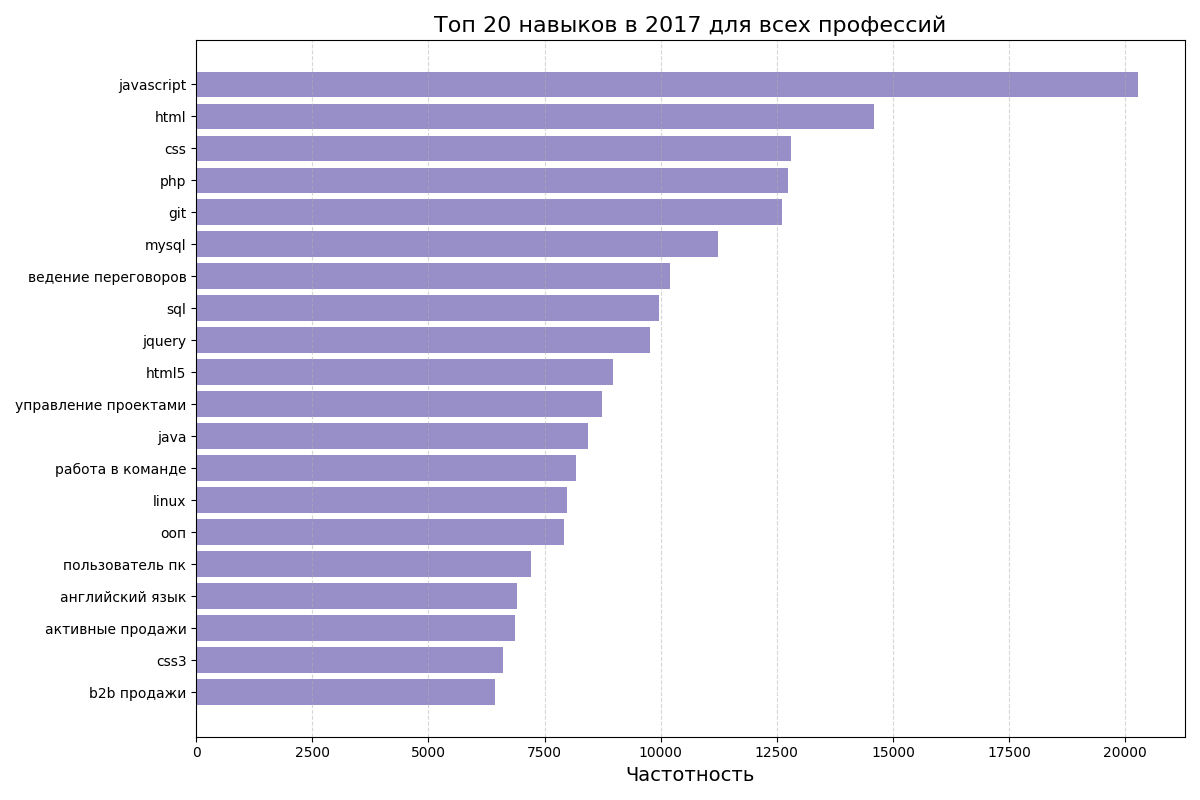 Топ 20 навыков в 2017 для всех профессий
javascript
html
css
php
git
mysql
ведение переговоров
sql
jquery
html5
управление проектами
java
работа в команде
linux
ооп
пользователь пк
английский язык
активные продажи
css3
b2b продажи
0 2500 5000 7500 10000 12500 15000 17500 20000
Частотность